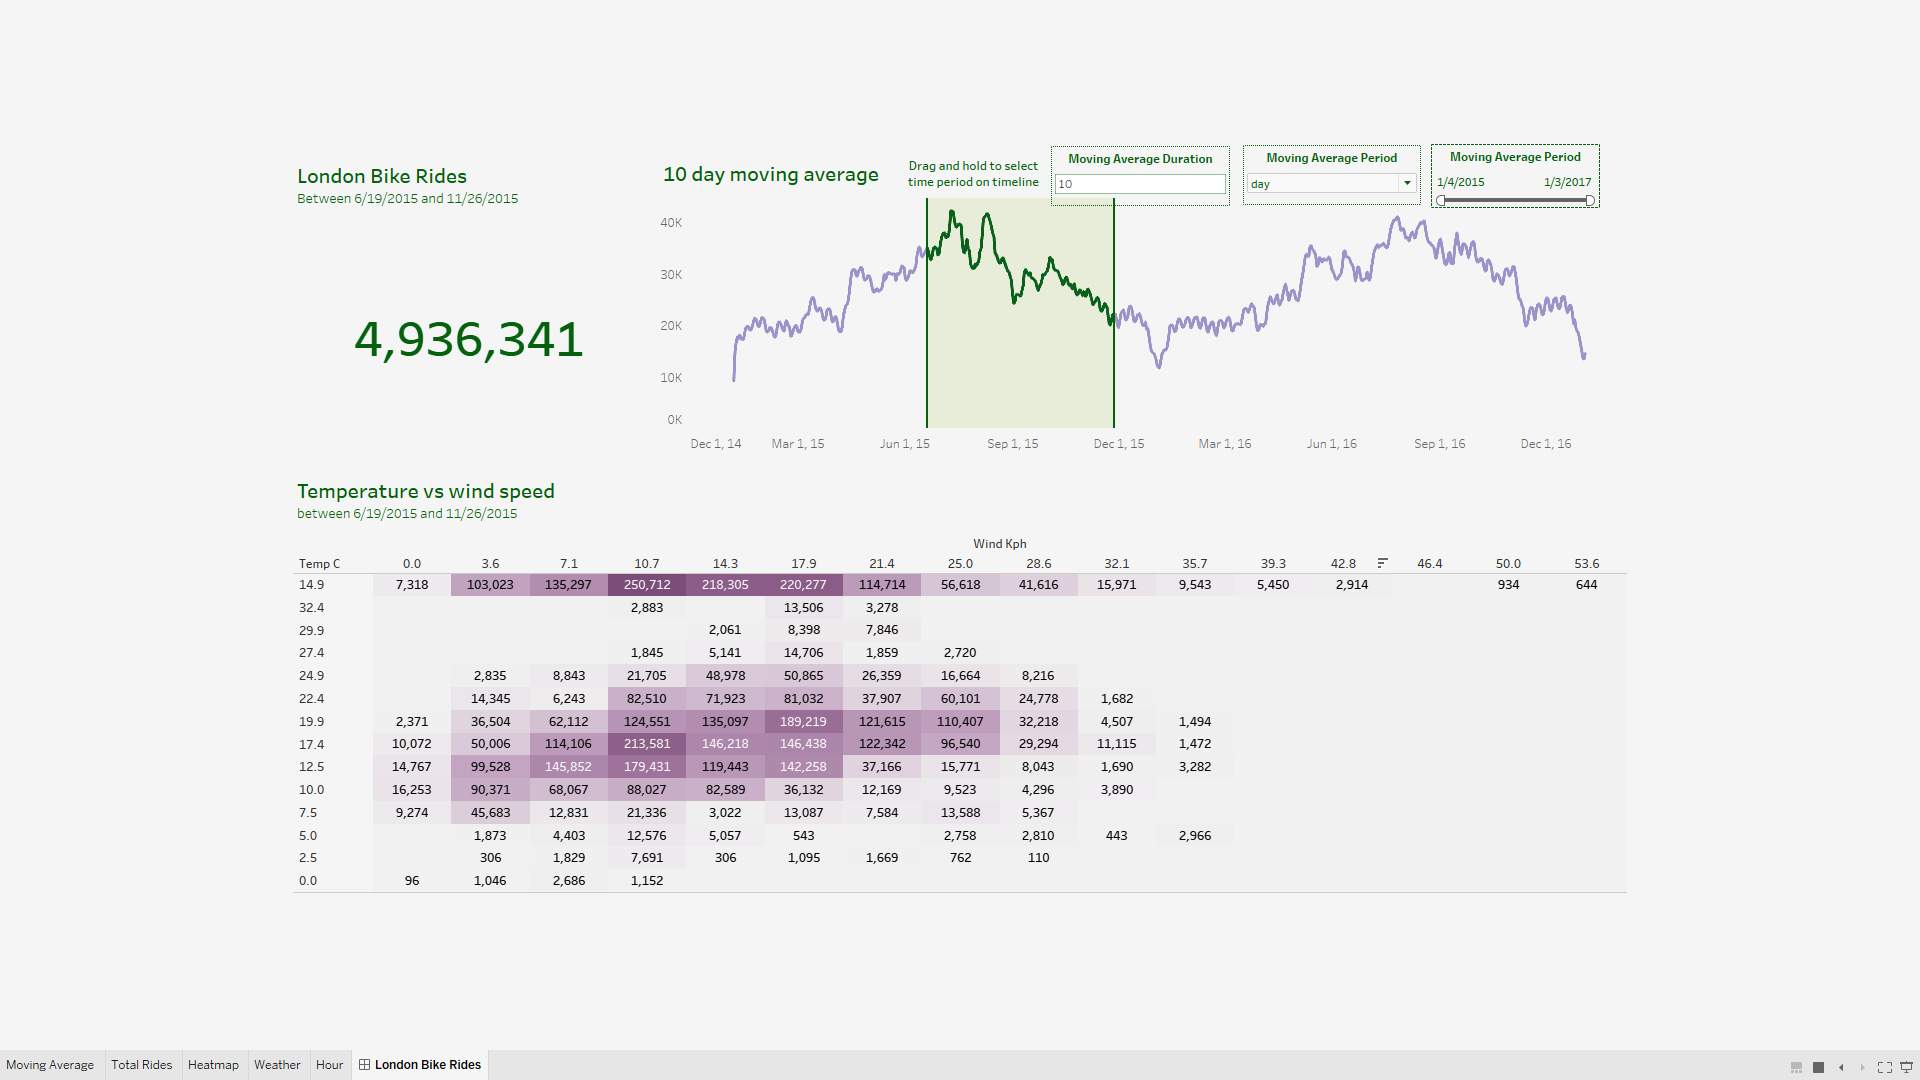 London Bike Rides
Between 6/19/2015 and 11/26/2015
4,936,341
10 day moving average
Drag and hold to select
time period on timeline
Moving Average Duration
10
Moving Average Period
day
Moving Average Period
1/4/2015 1/3/2017
40K
30K
20K
10K
0K
Dec 1, 14 Mar 1, 15 Jun 1, 15 Sep 1, 15 Dec 1, 15 Mar 1, 16 Jun 1, 16 Sep 1, 16 Dec 1, 16
Temperature vs wind speed
between 6/19/2015 and 11/26/2015
Wind Kph
Temp C 0.0 3.6 7.1 10.7 14.3 17.9 21.4 25.0 28.6 32.1 35.7 39.3 42.8 46.4 50.0 53.6
14.9 7,318 103,023 135,297 250,712 218,305 220,277 114,714 56,618 41,616 15,971 9,543 5,450 2,914 934 644
32.4 2,883 13,506 3,278
29.9 2,061 8,398 7,846
27.4 1,845 5,141 14,706 1,859 2,720
24.9 2,835 8,843 21,705 48,978 50,865 26,359 16,664 8,216
22.4 14,345 6,243 82,510 71,923 81,032 37,907 60,101 24,778 1,682
19.9 2,371 36,504 62,112 124,551 135,097 189,219 121,615 110,407 32,218 4,507 1,494
17.4 10,072 50,006 114,106 213,581 146,218 146,438 122,342 96,540 29,294 11,115 1,472
12.5 14,767 99,528 145,852 179,431 119,443 142,258 37,166 15,771 8,043 1,690 3,282
10.0 16,253 90,371 68,067 88,027 82,589 36,132 12,169 9,523 4,296 3,890
7.5 9,274 45,683 12,831 21,336 3,022 13,087 7,584 13,588 5,367
5.0 1,873 4,403 12,576 5,057 543 2,758 2,810 443 2,966
2.5 306 1,829 7,691 306 1,095 1,669 762 110
0.0 96 1,046 2,686 1,152
Moving Average Total Rides Heatmap Weather Hour London Bike Rides